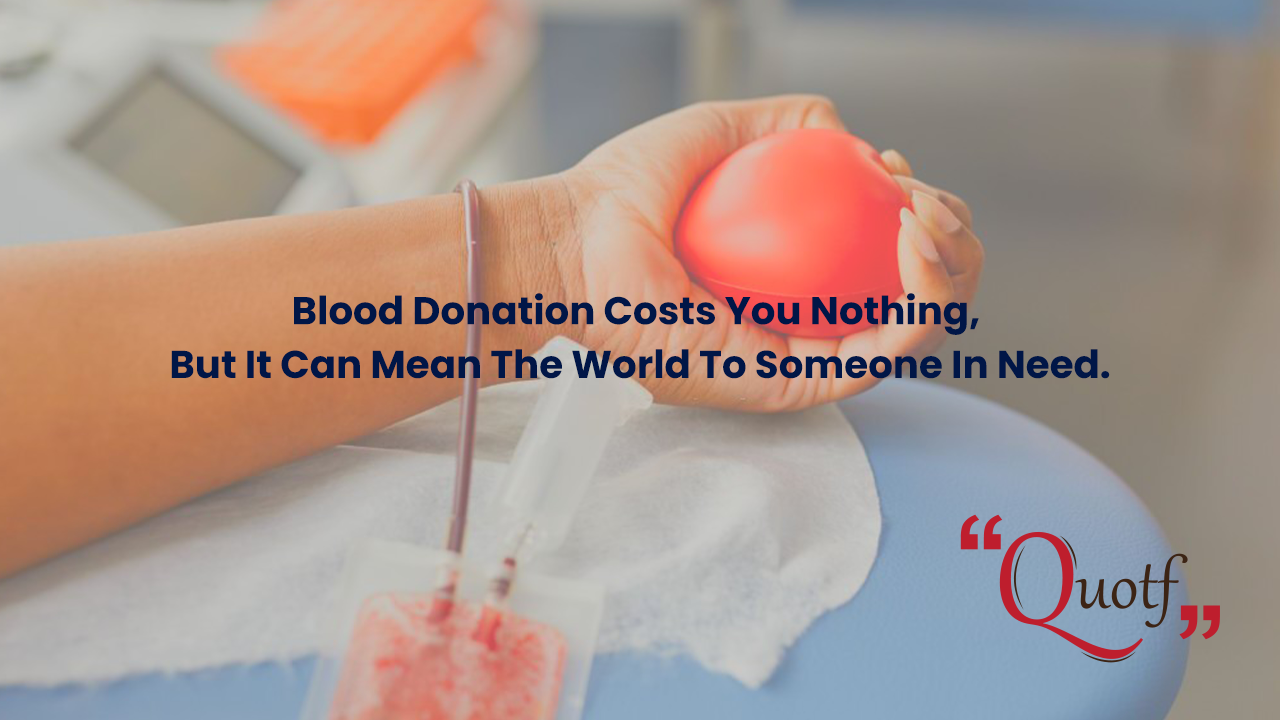 Blood Donation Costs You Nothing,
But It Can Mean The World To Someone In Need.
“Quotf”